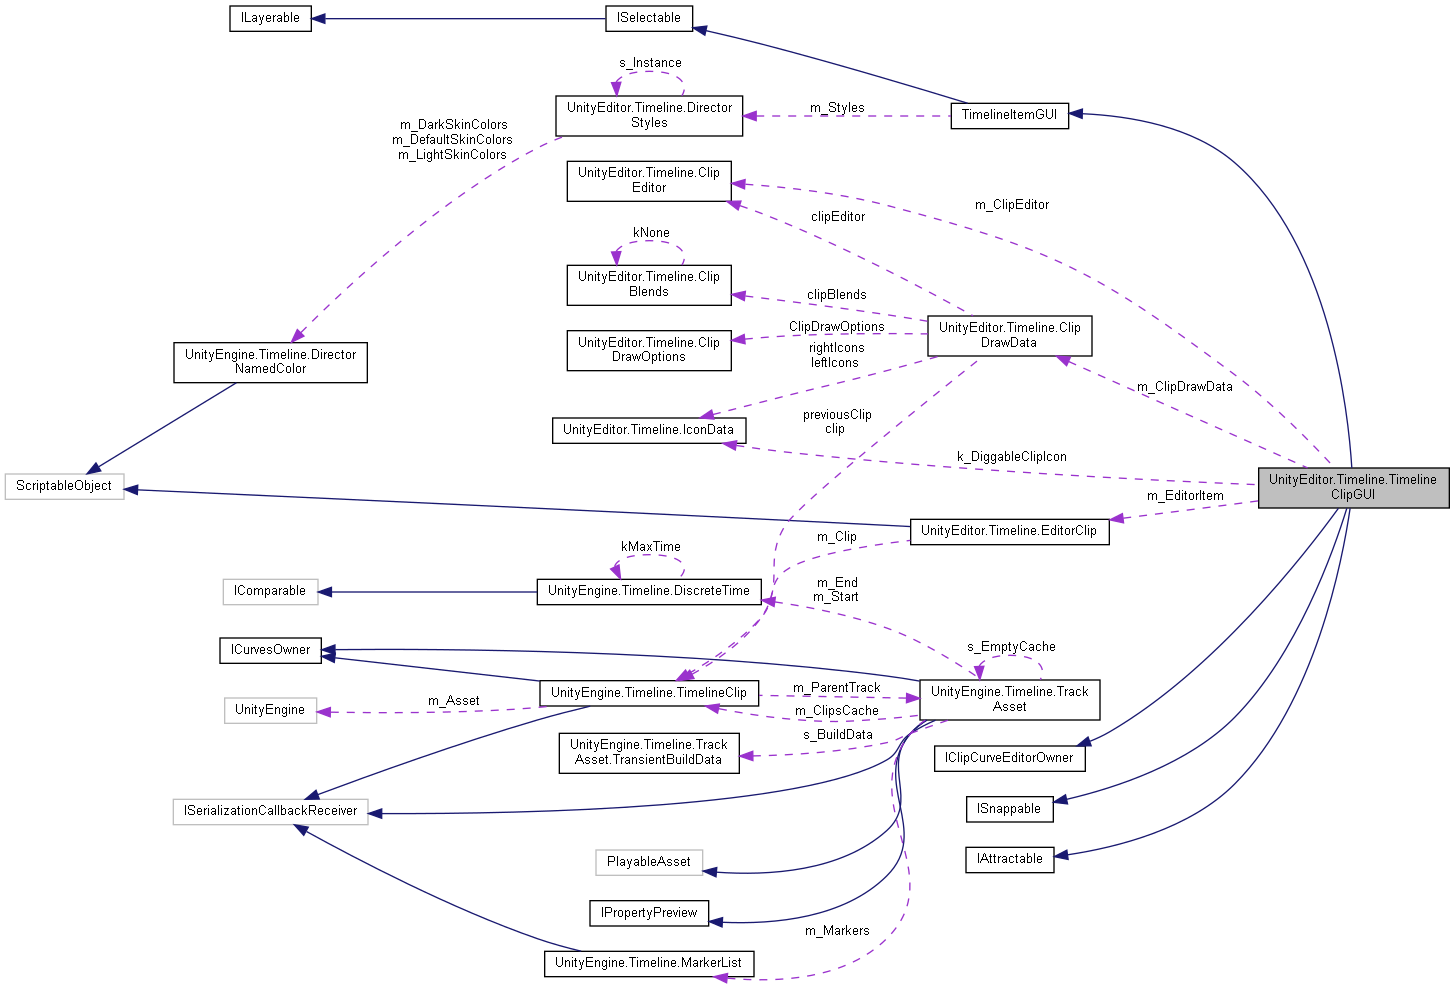 ILayerable
ISelectable
s_Instance
UnityEditor.Timeline.Director
Styles
m_Styles
TimelineItemGUI
m_DarkSkinColors
m_DefaultSkinColors
m_LightSkinColors
UnityEditor.Timeline.Clip
Editor
m_ClipEditor
clipEditor
kNone
UnityEditor.Timeline.Clip
Blends
clipBlends
UnityEditor.Timeline.Clip
DrawData
ClipDrawOptions
UnityEditor.Timeline.Clip
DrawOptions
rightIcons
leftIcons
UnityEngine.Timeline.Director
NamedColor
m_ClipDrawData
previousClip
clip
UnityEditor.Timeline.IconData
k_DiggableClipIcon
ScriptableObject
UnityEditor.Timeline.Timeline
ClipGUI
m_EditorItem
UnityEditor.Timeline.EditorClip
m_Clip
kMaxTime
IComparable
UnityEngine.Timeline.DiscreteTime
m_End
m_Start
ICurvesOwner
s_EmptyCache
UnityEngine.Timeline.TimelineClip
m_ParentTrack
UnityEngine.Timeline.Track
Asset
UnityEngine
m_Asset
m_ClipsCache
s_BuildData
UnityEngine.Timeline.Track
Asset.TransientBuildData
IClipCurveEditorOwner
ISerializationCallbackReceiver
ISnappable
PlayableAsset
IAttractable
IPropertyPreview
m_Markers
UnityEngine.Timeline.MarkerList